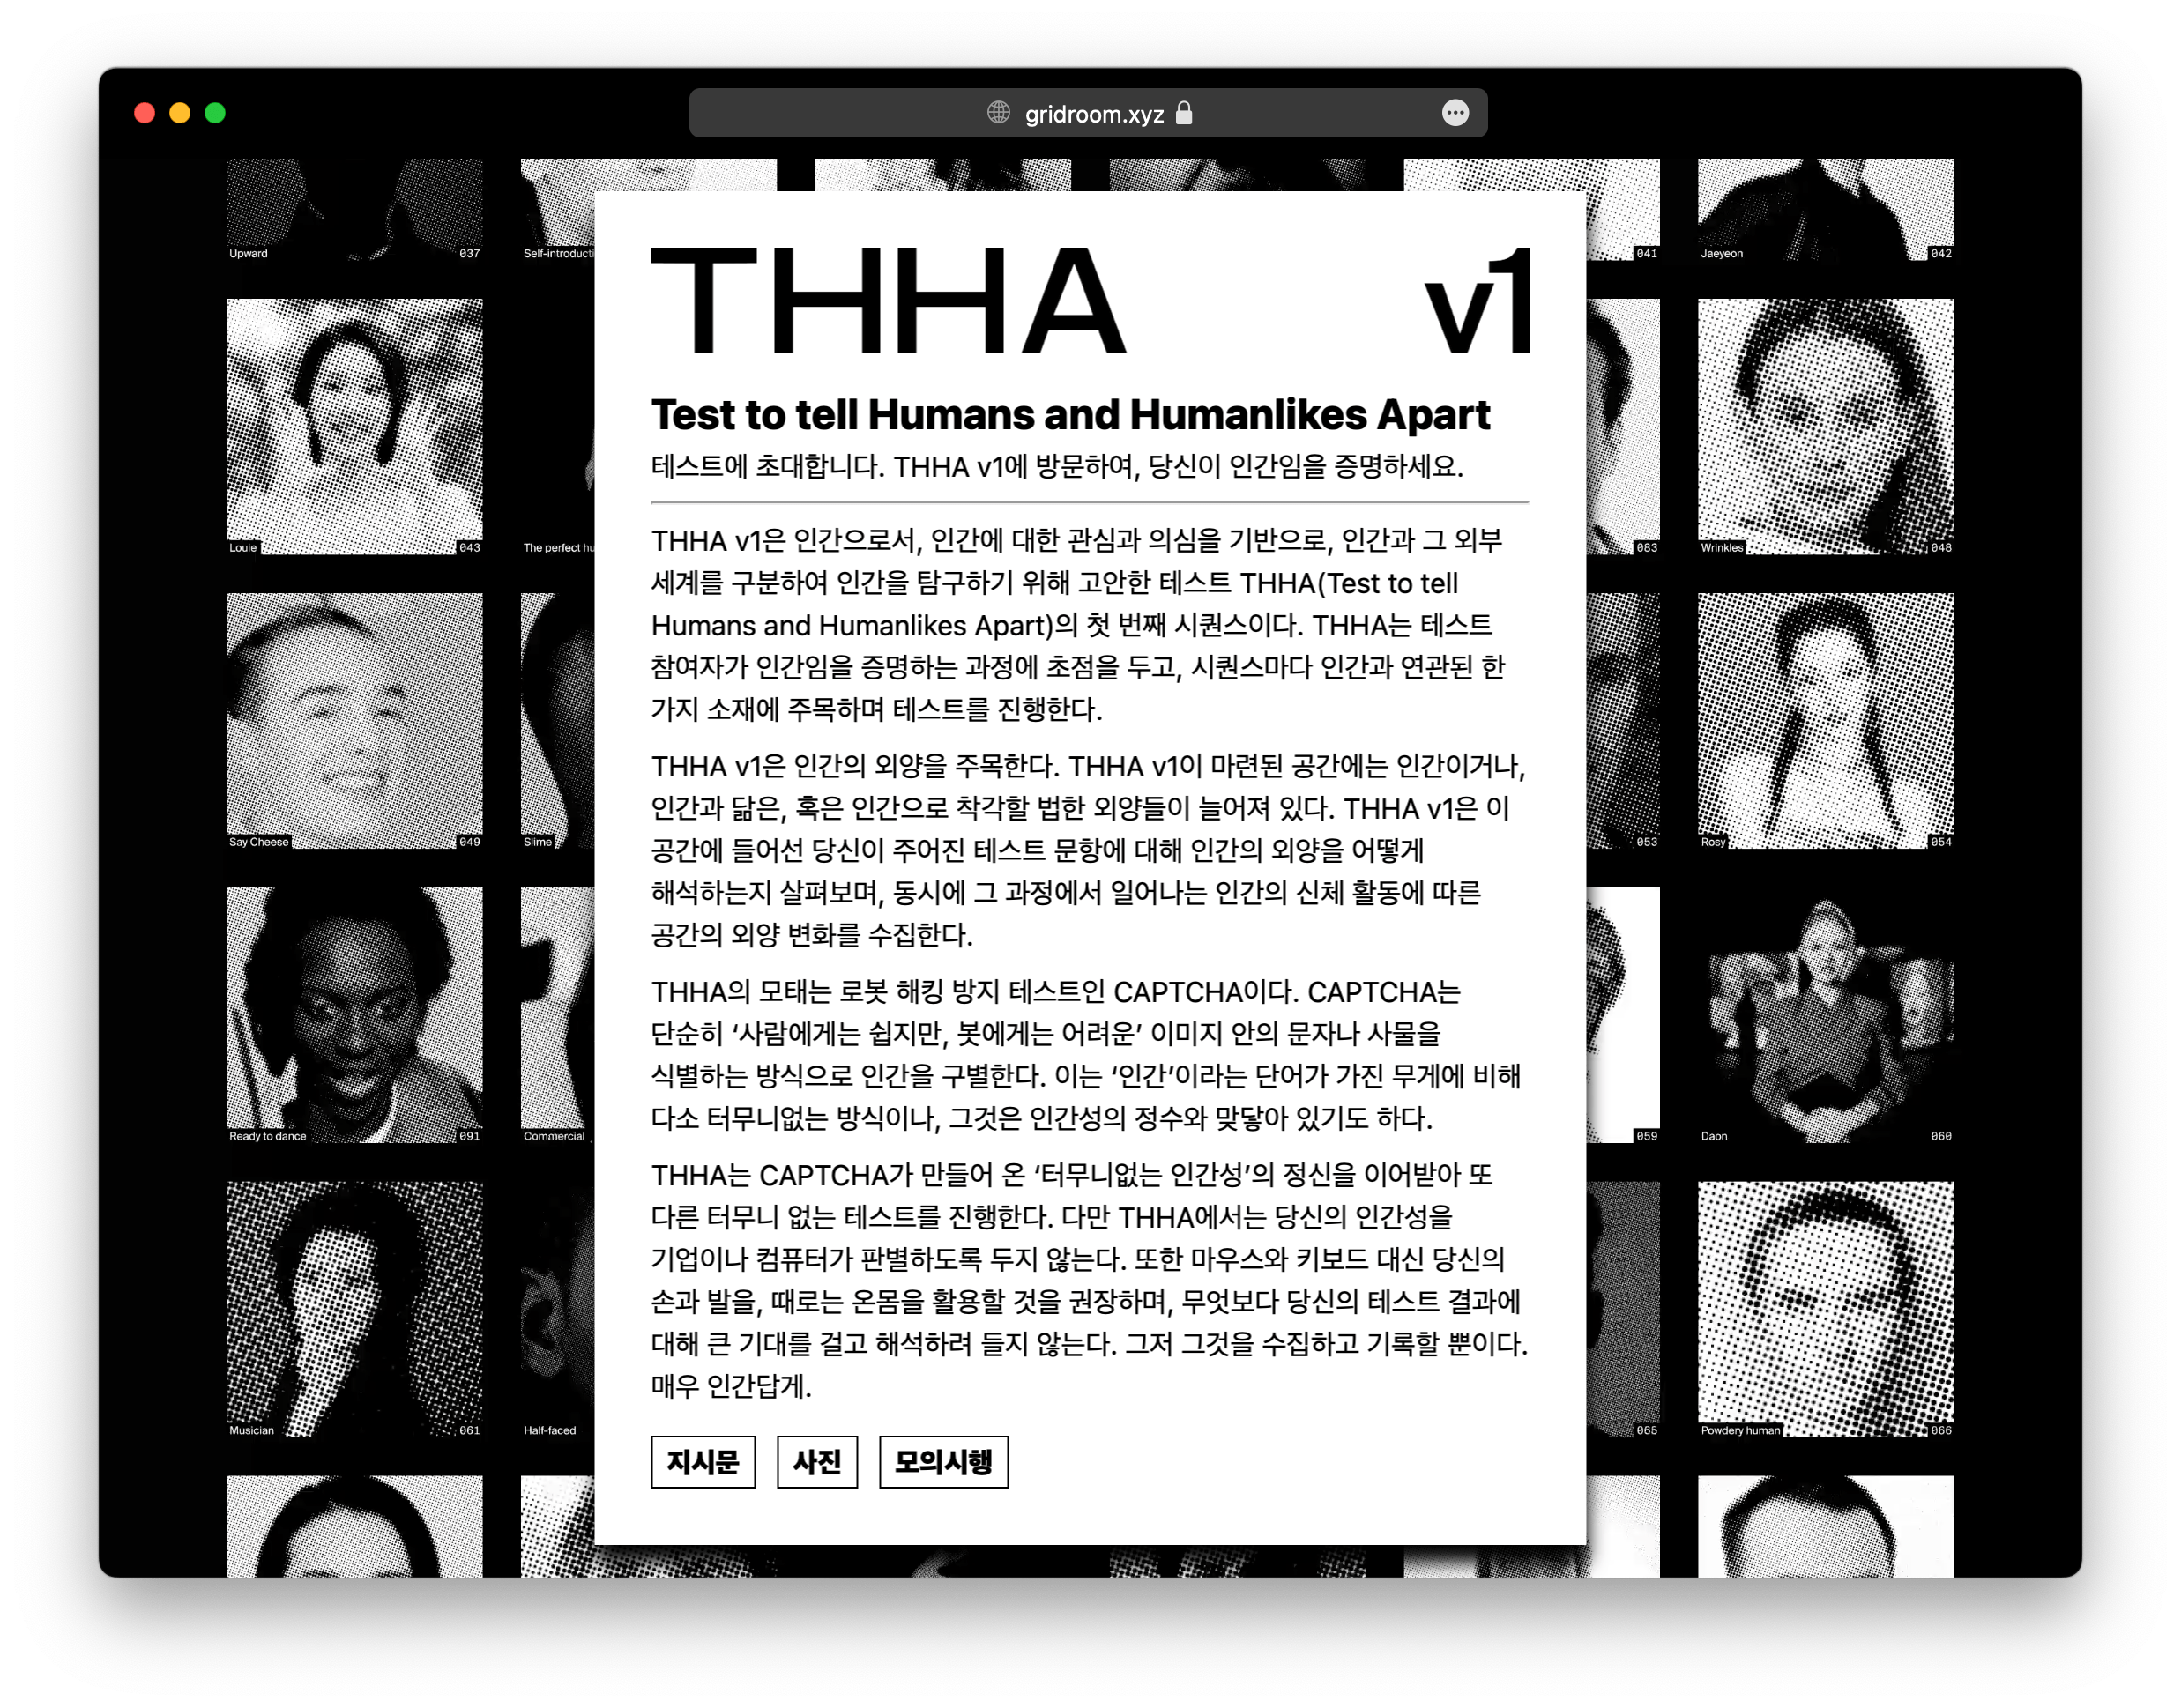 gridroom.xyz
Upward 037
Self-introducti
041
Jaeyeon 042
THHA v1
Test to tell Humans and Humanlikes Apart
테스트에 초대합니다. THHA v1에 방문하여, 당신이 인간임을 증명하세요.
THHA v1은 인간으로서, 인간에 대한 관심과 의심을 기반으로, 인간과 그 외부
세계를 구분하여 인간을 탐구하기 위해 고안한 테스트 THHA(Test to tell
Humans and Humanlikes Apart)의 첫 번째 시퀀스이다. THHA는 테스트
참여자가 인간임을 증명하는 과정에 초점을 두고, 시퀀스마다 인간과 연관된 한
가지 소재에 주목하며 테스트를 진행한다.
THHA v1은 인간의 외양을 주목한다. THHA v1이 마련된 공간에는 인간이거나,
인간과 닮은, 혹은 인간으로 착각할 법한 외양들이 늘어져 있다. THHA v1은 이
공간에 들어선 당신이 주어진 테스트 문항에 대해 인간의 외양을 어떻게
해석하는지 살펴보며, 동시에 그 과정에서 일어나는 인간의 신체 활동에 따른
공간의 외양 변화를 수집한다.
THHA의 모태는 로봇 해킹 방지 테스트인 CAPTCHA이다. CAPTCHA는
단순히 ‘사람에게는 쉽지만, 봇에게는 어려운’ 이미지 안의 문자나 사물을
식별하는 방식으로 인간을 구별한다. 이는 ‘인간’이라는 단어가 가진 무게에 비해
다소 터무니없는 방식이나, 그것은 인간성의 정수와 맞닿아 있기도 하다.
THHA는 CAPTCHA가 만들어 온 ‘터무니없는 인간성’의 정신을 이어받아 또
다른 터무니 없는 테스트를 진행한다. 다만 THHA에서는 당신의 인간성을
기업이나 컴퓨터가 판별하도록 두지 않는다. 또한 마우스와 키보드 대신 당신의
손과 발을, 때로는 온몸을 활용할 것을 권장하며, 무엇보다 당신의 테스트 결과에
대해 큰 기대를 걸고 해석하려 들지 않는다. 그저 그것을 수집하고 기록할 뿐이다.
매우 인간답게.
지시문 사진 모의시행
Louie 043
The perfect hu
083
Wrinkles 048
Say Cheese 049
Slime
053
Rosy 054
Ready to dance 091
Commercial
059
Daon 060
Musician 061
Half-faced
065
Powdery human 066